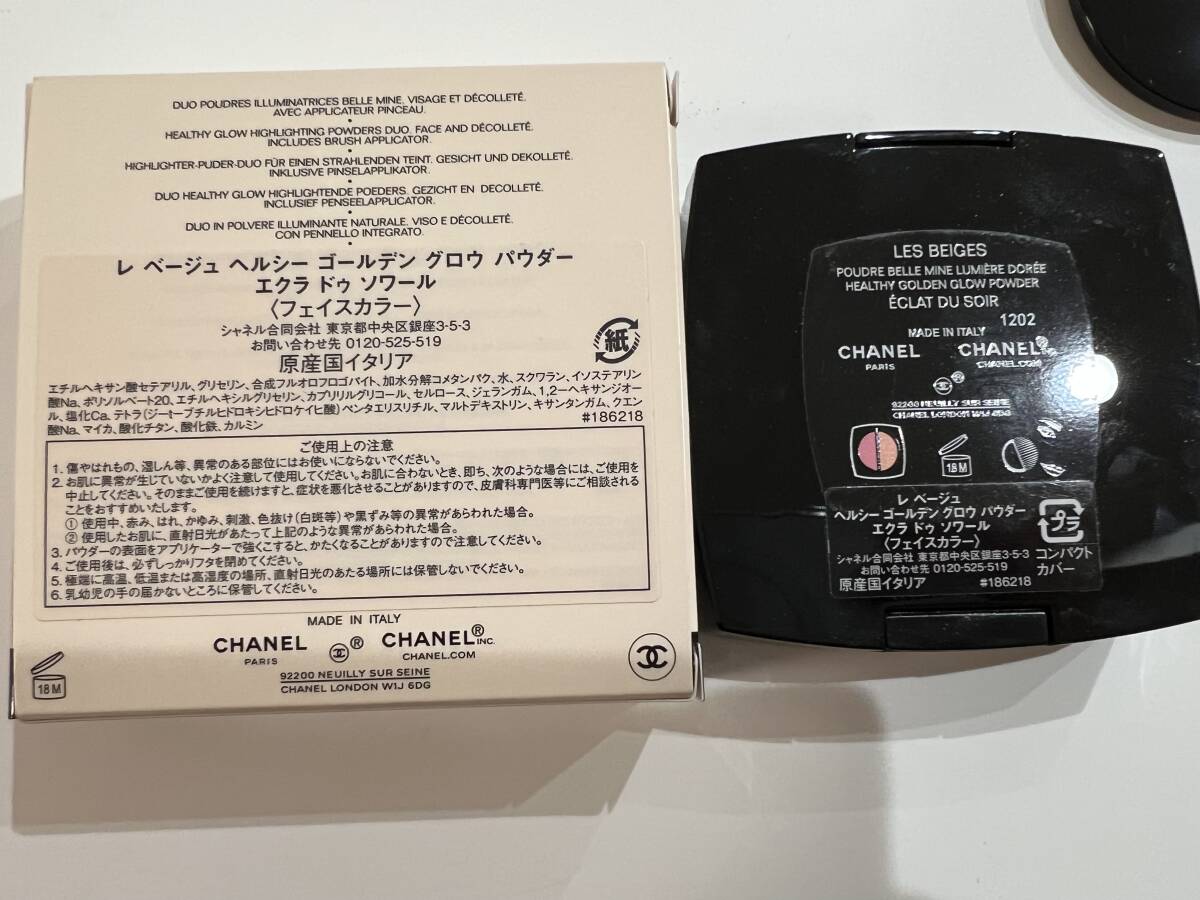 DUO POUDRES ILLUMINATRICES BELLE MINE. VISAGE ET DÉCOLLETÉ.
AVEC APPLICATEUR PINCEAU.
HEALTHY GLOW HIGHLIGHTING POWDERS DUO. FACE AND DÉCOLLETÉ.
INCLUDES BRUSH APPLICATOR.
HIGHLIGHTER-PUDER-DUO FÜR EINEN STRAHLENDEN TEINT. GESICHT UND DEKOLLETÉ.
INKLUSIVE PINSELAPPLIKATOR.
DUO HEALTHY GLOW HIGHLIGHTENDE POEDERS. GEZICHT EN DECOLLETÉ.
INCLUSIEF PENSEELAPPLICATOR.
DUO IN POLVERE ILLUMINANTE NATURALE. VISO E DÉCOLLETÉ.
CON PENNELLO INTEGRATO.
レ ベージュ ヘルシー ゴールデン グロウ パウダー
エクラ ドゥ ソワール
〈フェイスカラー〉
シャネル合同会社 東京都中央区銀座3-5-3
お問い合わせ先 0120-525-519
原産国イタリア
紙
エチルヘキサン酸セテアリル、グリセリン、合成フルオロフロゴパイト、加水分解コメタンパク、水、スクワラン、イソステアリン
酸Na、ポリソルベート20、エチルヘキシルグリセリン、カプリリルグリコール、セルロース、ジェランガム、1,2-ヘキサンジオー
ル、塩化Ca、テトラ(ジ-t-ブチルヒドロキシヒドロケイヒ酸)ペンタエリスリチル、マルトデキストリン、キサンタンガム、クエン
酸Na、マイカ、酸化チタン、酸化鉄、カルミン #186218
ご使用上の注意
1. 傷やはれもの、湿しん等、異常のある部位にはお使いにならないでください。
2. お肌に異常が生じていないかよく注意して使用してください。お肌に合わないとき、即ち、次のような場合には、ご使用を
中止してください。そのままご使用を続けますと、症状を悪化させることがありますので、皮膚科専門医等にご相談される
ことをおすすめいたします。
① 使用中、赤み、はれ、かゆみ、刺激、色抜け(白斑等)や黒ずみ等の異常があらわれた場合。
② 使用したお肌に、直射日光があたって上記のような異常があらわれた場合。
3. パウダーの表面をアプリケーターで強くこすると、かたくなることがありますので注意してください。
4. ご使用後は、必ずしっかりフタを閉めてください。
5. 極端に高温、低温または高湿度の場所、直射日光のあたる場所には保管しないでください。
6. 乳幼児の手の届かないところに保管してください。
MADE IN ITALY
CHANEL ® CHANEL® INC.
PARIS CHANEL.COM
92200 NEUILLY SUR SEINE
CHANEL LONDON W1J 6DG
18 M
LES BEIGES
POUDRE BELLE MINE LUMIÈRE DORÉE
HEALTHY GOLDEN GLOW POWDER
ÉCLAT DU SOIR
1202
MADE IN ITALY
CHANEL CHANEL® INC.
PARIS CHANEL.COM
®
92200 NEUILLY SUR SEINE
CHANEL LONDON W1J 6DG
18 M
レ ベージュ
ヘルシー ゴールデン グロウ パウダー
エクラ ドゥ ソワール
〈フェイスカラー〉
シャネル合同会社 東京都中央区銀座3-5-3
お問い合わせ先 0120-525-519
原産国イタリア #186218
プラ
コンパクト
カバー